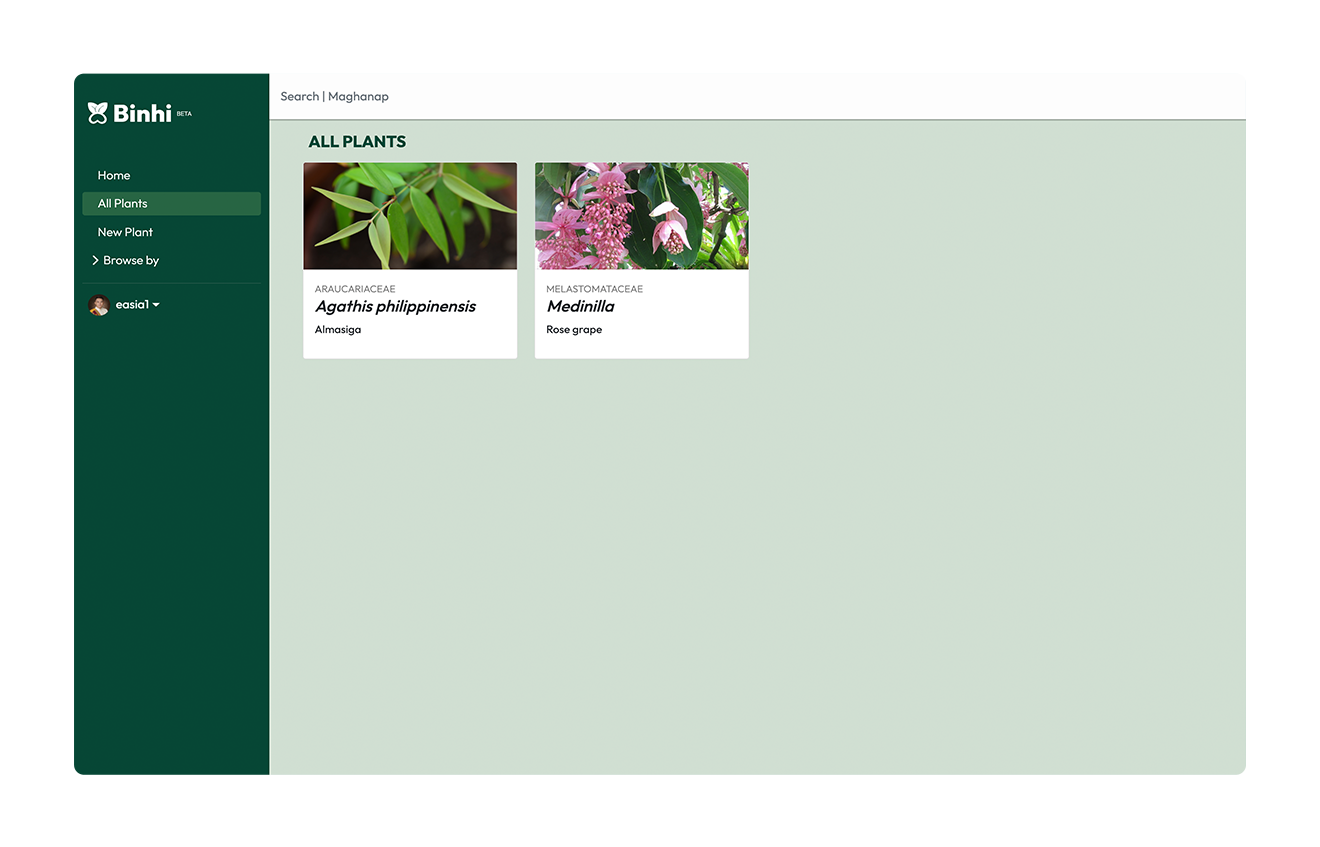 Binhi BETA
Home
All Plants
New Plant
Browse by
easia1
Search | Maghanap
ALL PLANTS
ARAUCARIACEAE
Agathis philippinensis
Almasiga
MELASTOMATACEAE
Medinilla
Rose grape